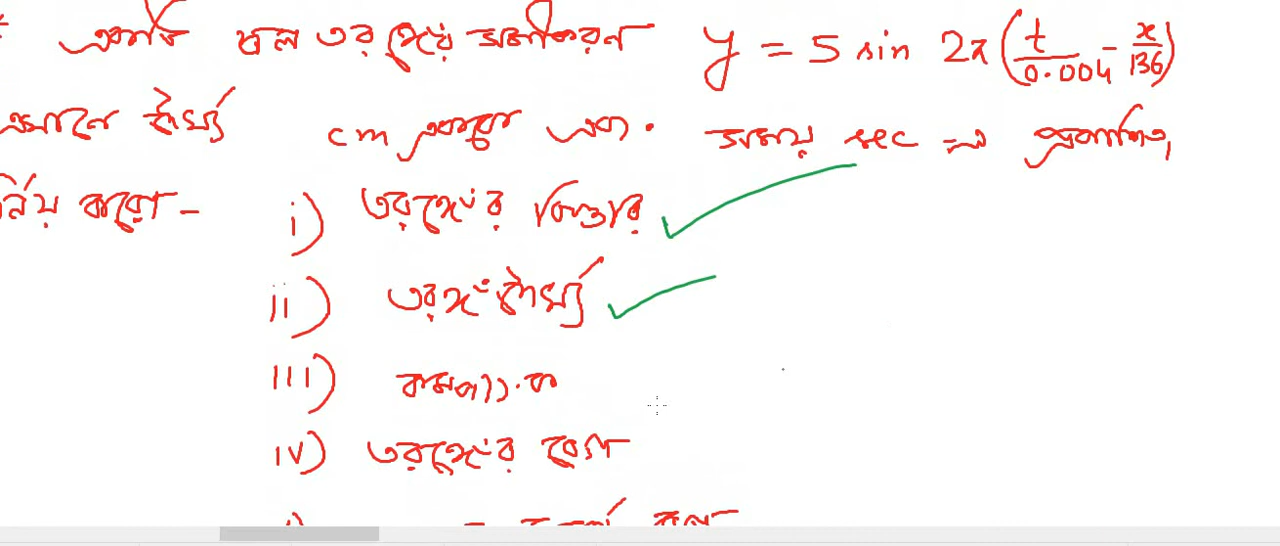 একটি চল তরঙ্গের সমীকরণ y = 5 sin 2π(t/0.004 - x/136)
এখানে দৈর্ঘ্য cm এককে এবং সময় sec এ প্রকাশিত,
নির্ণয় করো -
i) তরঙ্গের বিস্তার
ii) তরঙ্গদৈর্ঘ্য
iii) কম্পাংক
iv) তরঙ্গের বেগ